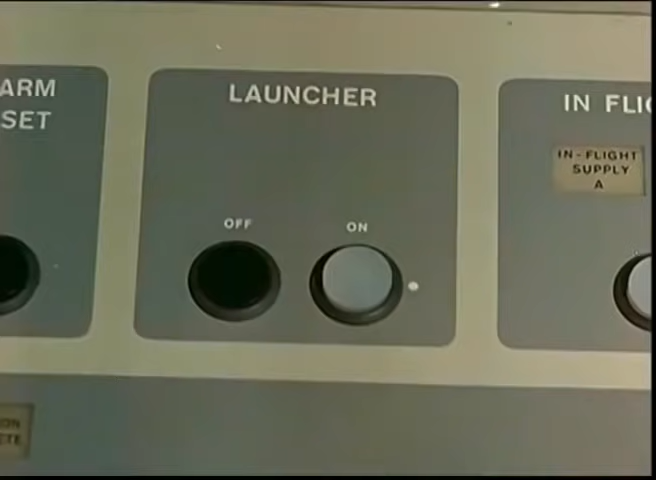 ARM
SET
LAUNCHER
OFF
ON
IN FLI
IN-FLIGHT
SUPPLY
A